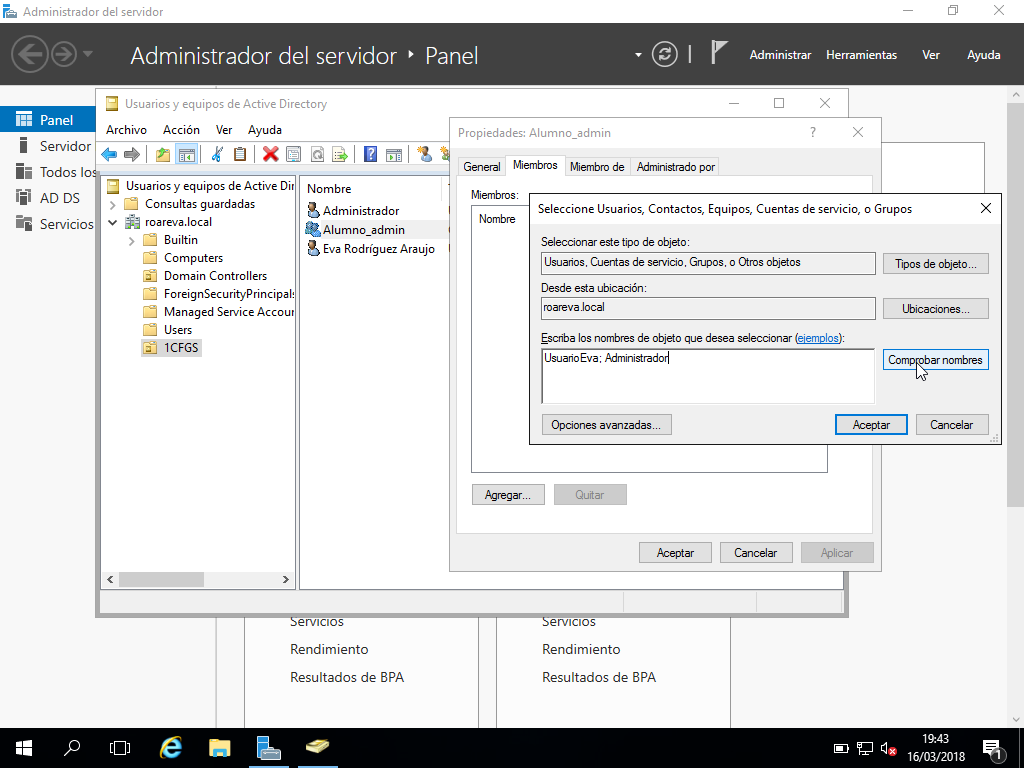 Administrador del servidor
Administrador del servidor • Panel
Administrar Herramientas Ver Ayuda
Panel
Servidor
Todos los
AD DS
Servicios
Usuarios y equipos de Active Directory
Archivo Acción Ver Ayuda
Usuarios y equipos de Active Dir
Consultas guardadas
roareva.local
Builtin
Computers
Domain Controllers
ForeignSecurityPrincipals
Managed Service Accour
Users
1CFGS
Nombre
Administrador
Alumno_admin
Eva Rodríguez Araujo
Propiedades: Alumno_admin
General Miembros Miembro de Administrado por
Miembros:
Nombre
Agregar... Quitar
Aceptar Cancelar Aplicar
Seleccione Usuarios, Contactos, Equipos, Cuentas de servicio, o Grupos
Seleccionar este tipo de objeto:
Usuarios, Cuentas de servicio, Grupos, o Otros objetos
Tipos de objeto...
Desde esta ubicación:
roareva.local
Ubicaciones...
Escriba los nombres de objeto que desea seleccionar (ejemplos):
UsuarioEva; Administrador
Comprobar nombres
Opciones avanzadas... Aceptar Cancelar
Servicios
Rendimiento
Resultados de BPA
Servicios
Rendimiento
Resultados de BPA
19:43
16/03/2018
1